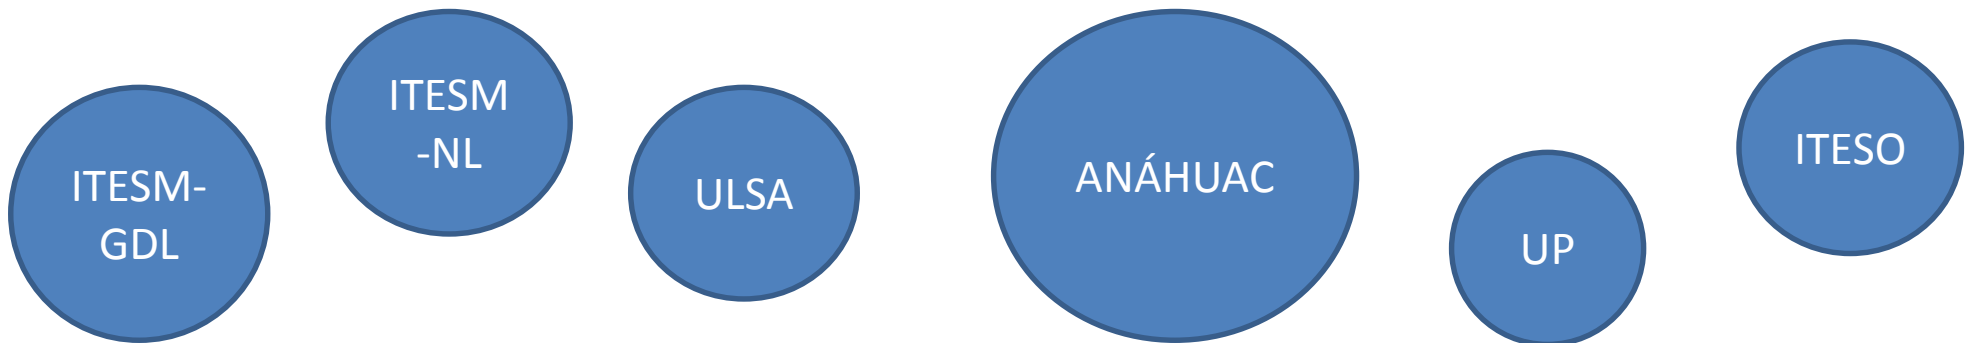 ITESM-
GDL
ITESM
-NL
ULSA
ANÁHUAC
UP
ITESO